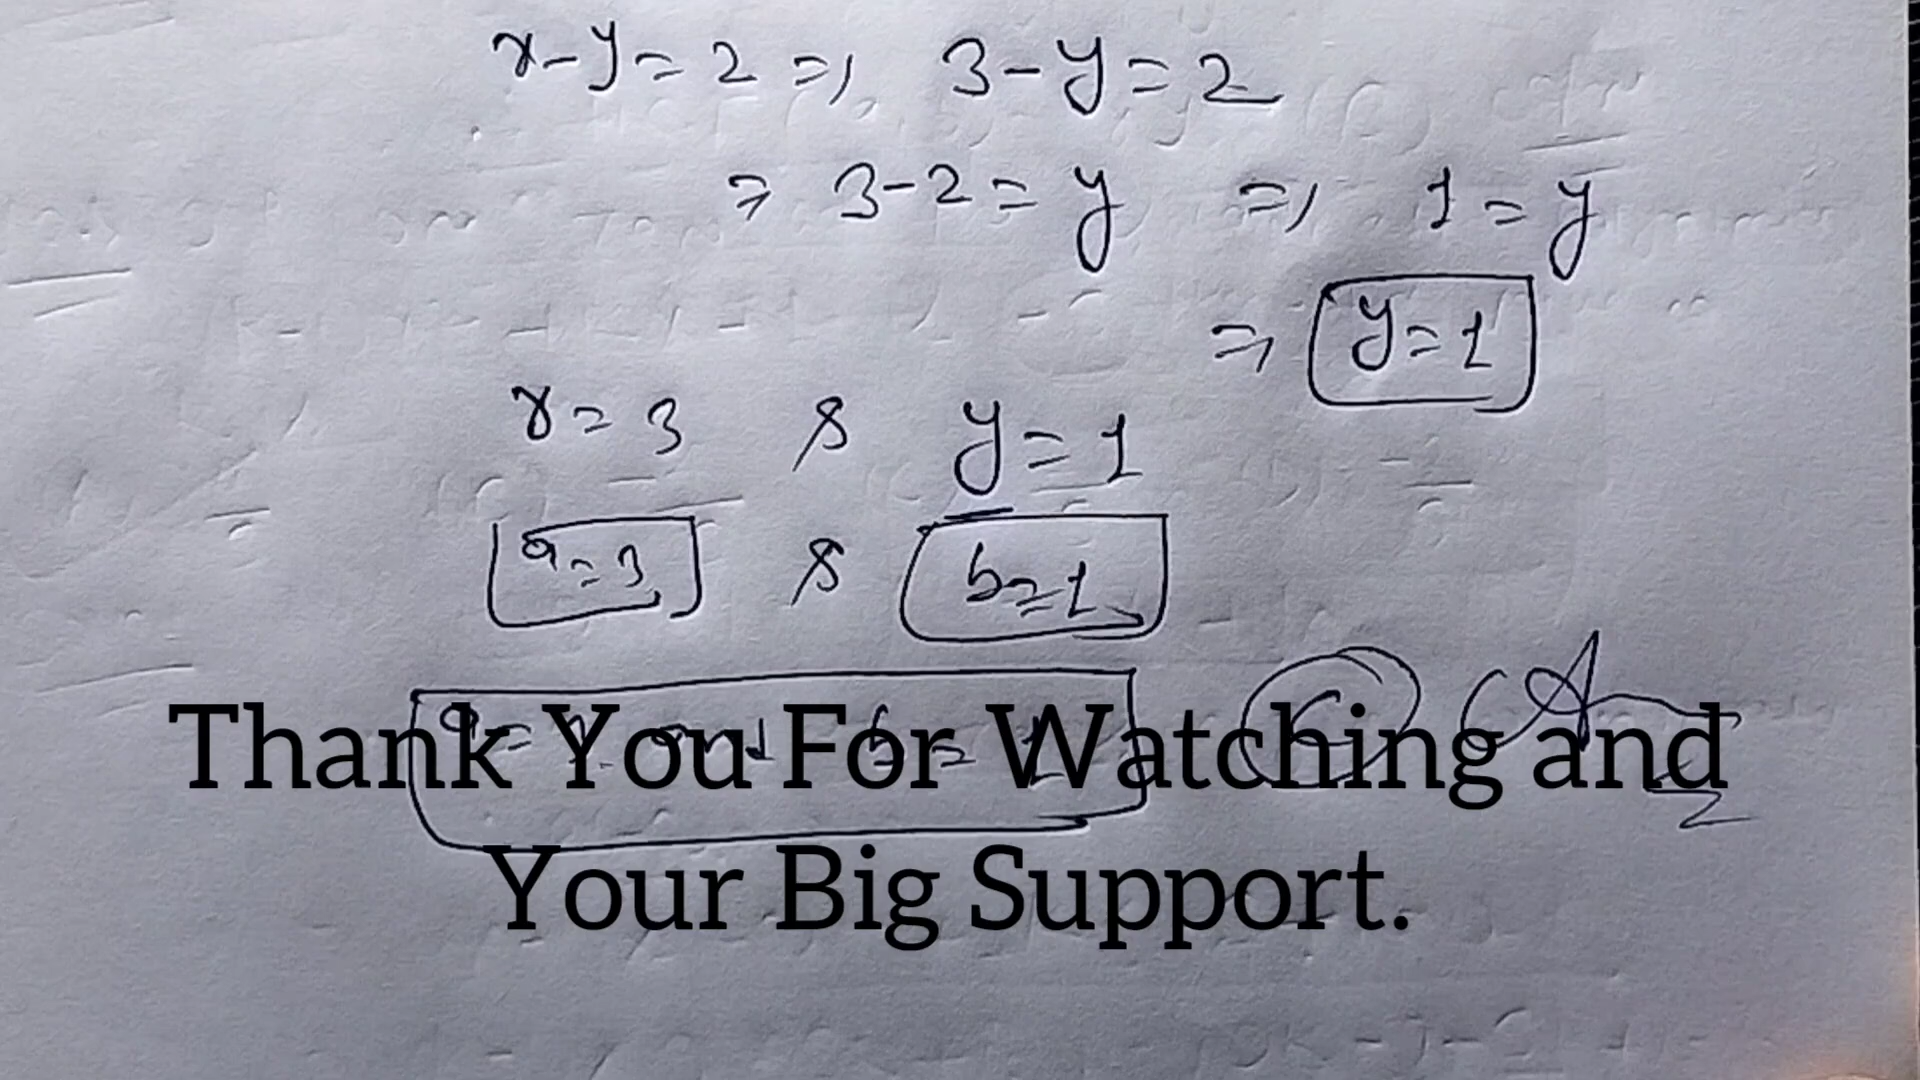 x-y=2 => 3-y=2
=> 3-2=y => 1=y
=> y=1
x=3 & y=1
a=3 & b=1
Thank You For Watching and
Your Big Support.